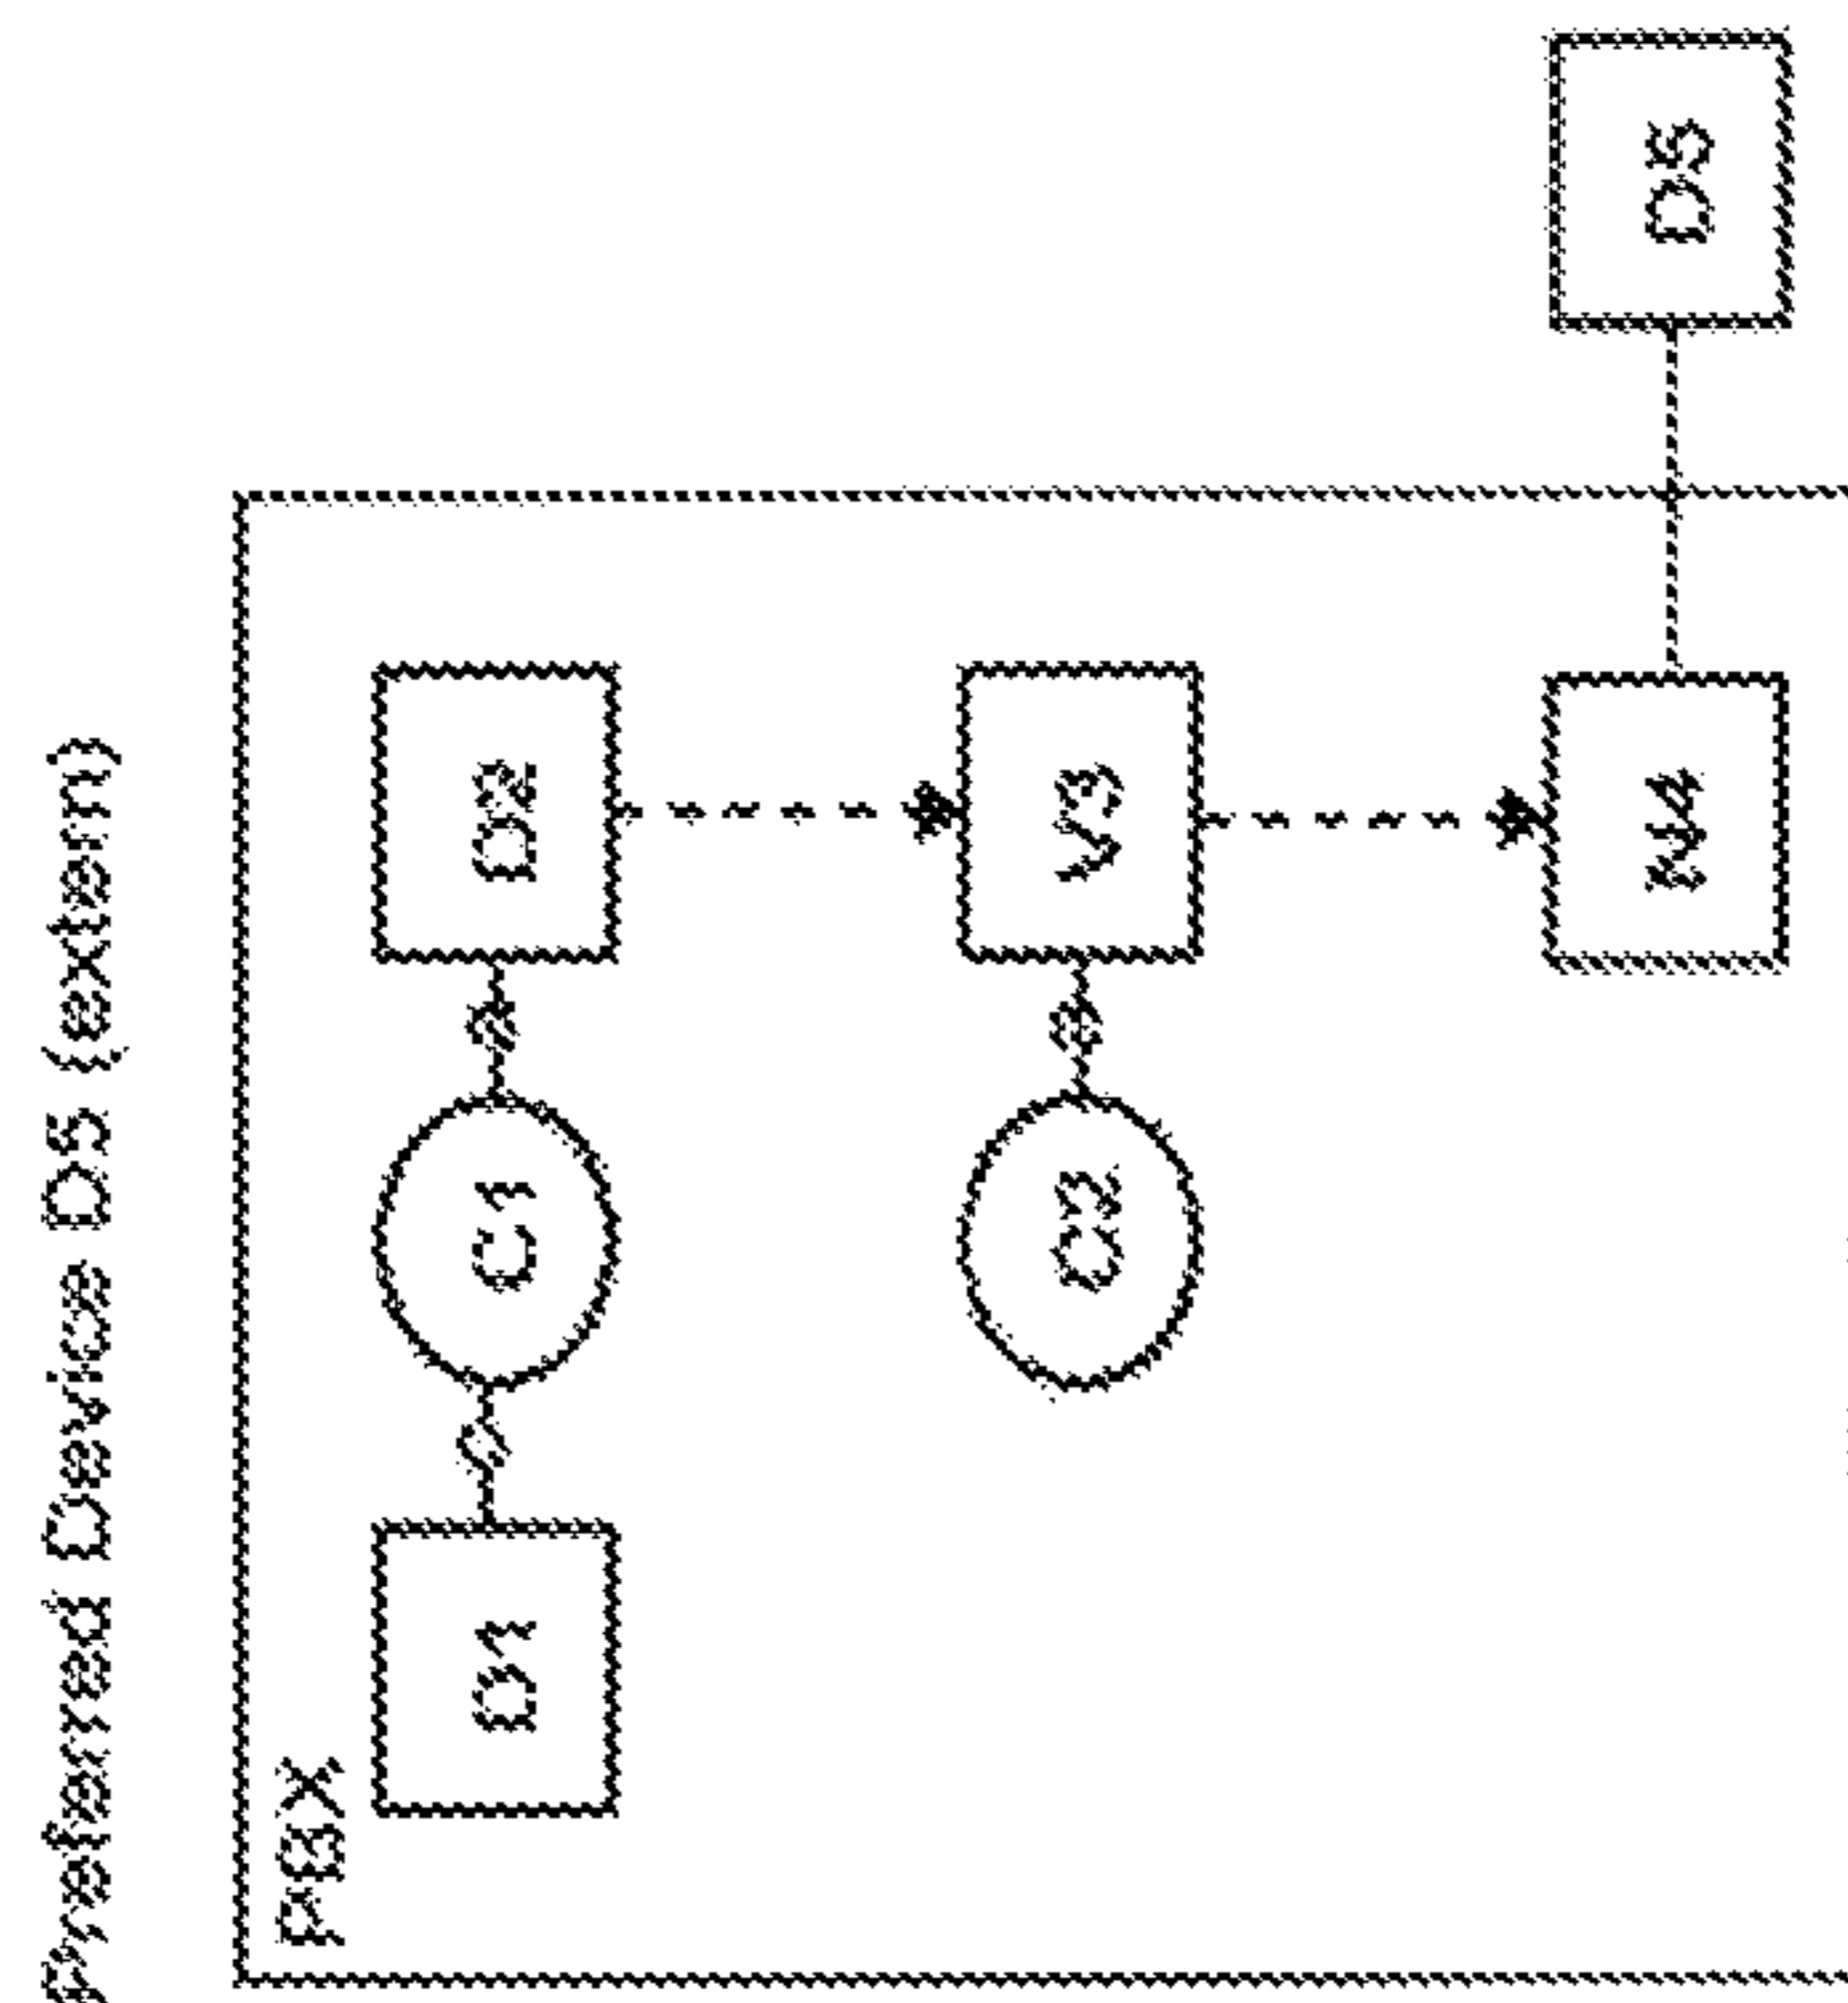 Preferred Device D5 (extern)
PBX
D1
c
C1
a
D2
C2
a
V3
N4
D5